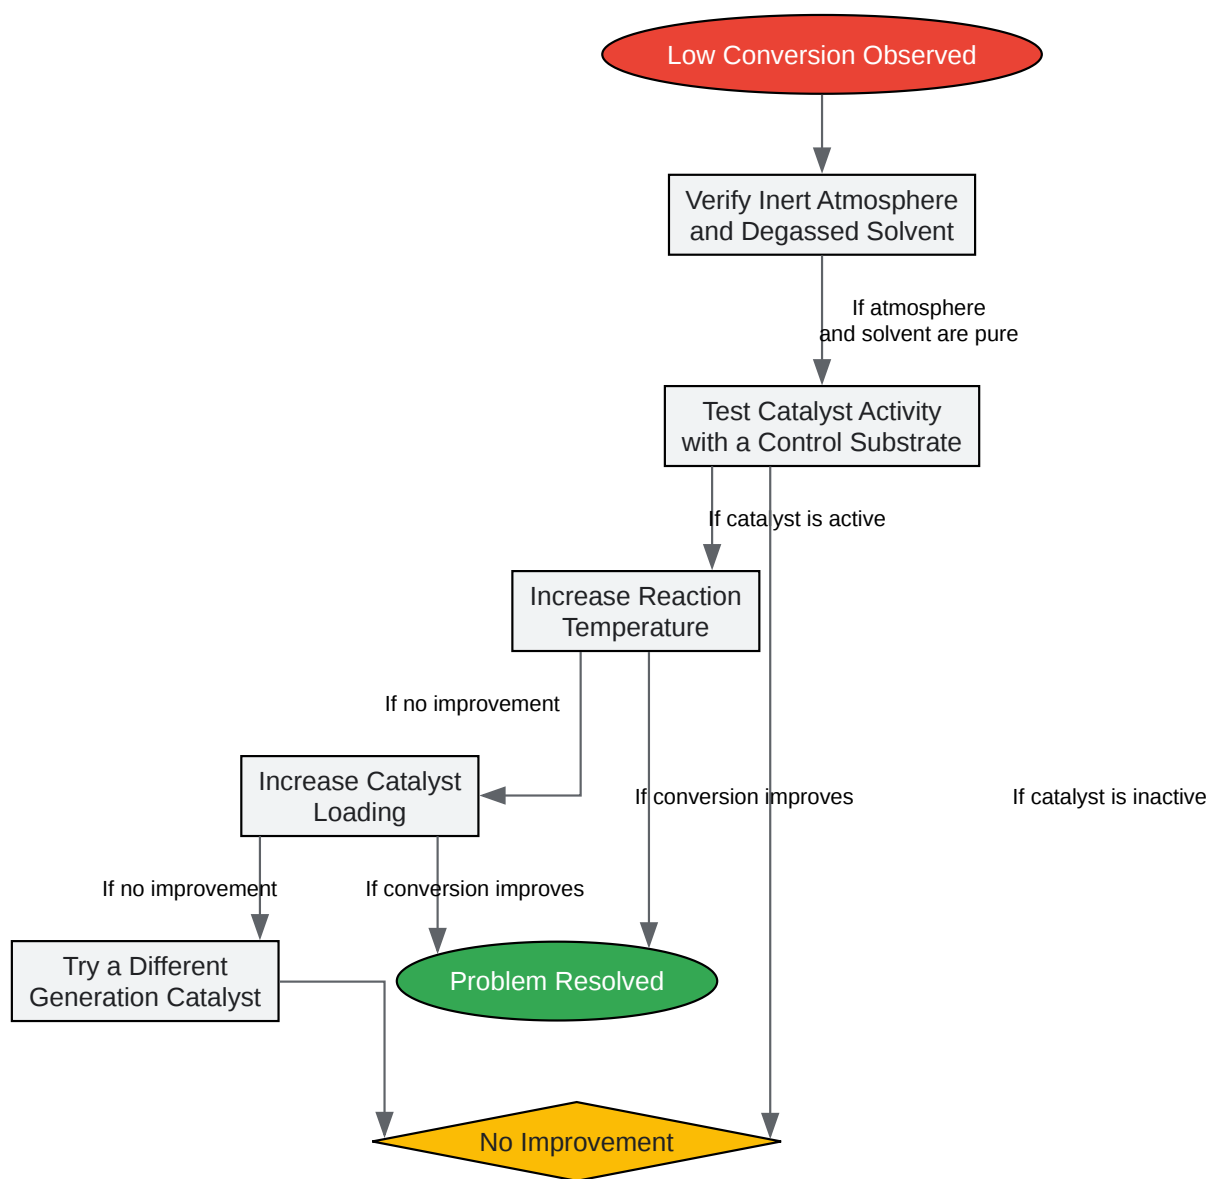 Low Conversion Observed
Verify Inert Atmosphere
and Degassed Solvent
If atmosphere
and solvent are pure
Test Catalyst Activity
with a Control Substrate
If catalyst is active
Increase Reaction
Temperature
If no improvement
Increase Catalyst
Loading
If conversion improves
If catalyst is inactive
If no improvement
If conversion improves
Try a Different
Generation Catalyst
Problem Resolved
No Improvement